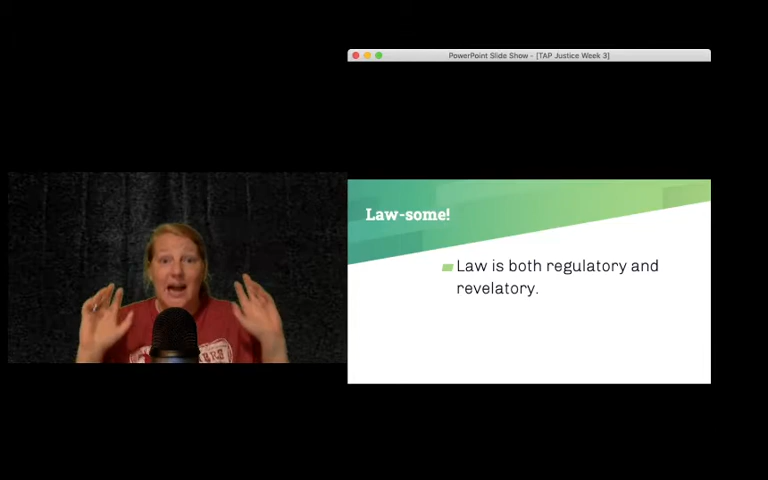 PowerPoint Slide Show - [TAP Justice Week 3]
Law-some!
Law is both regulatory and
revelatory.